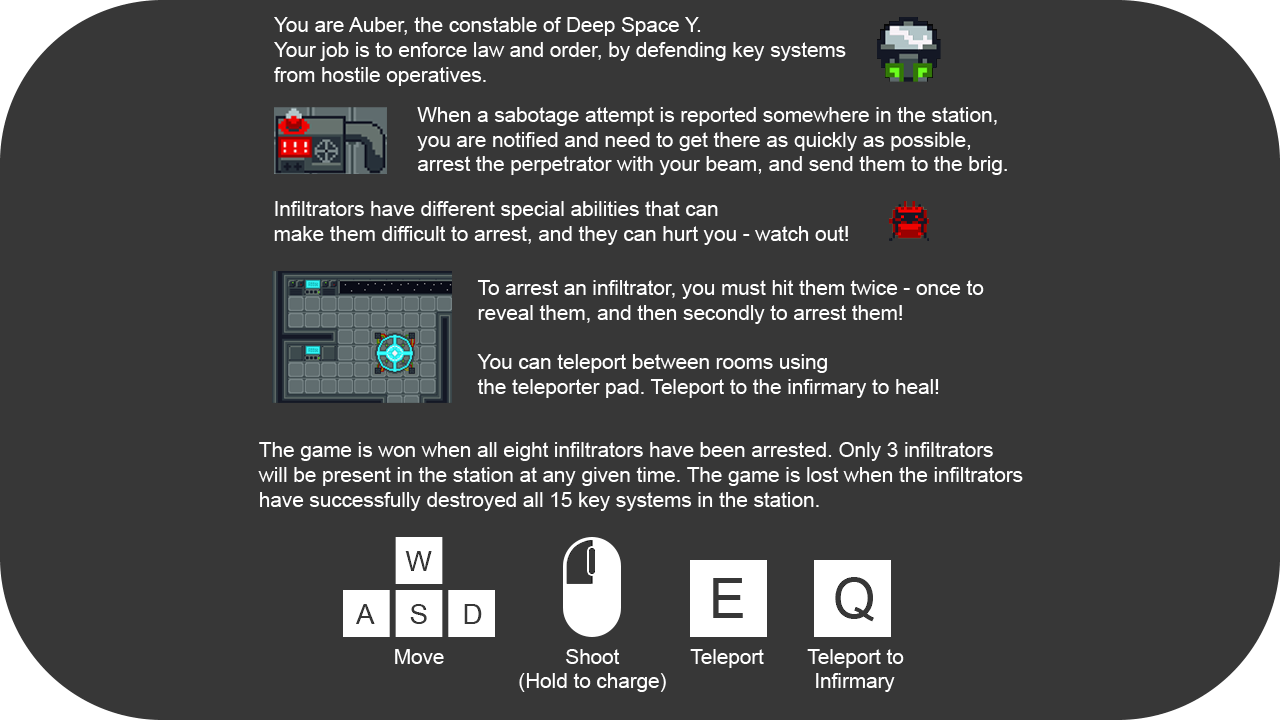 You are Auber, the constable of Deep Space Y.
Your job is to enforce law and order, by defending key systems
from hostile operatives.
When a sabotage attempt is reported somewhere in the station,
you are notified and need to get there as quickly as possible,
arrest the perpetrator with your beam, and send them to the brig.
Infiltrators have different special abilities that can
make them difficult to arrest, and they can hurt you - watch out!
To arrest an infiltrator, you must hit them twice - once to
reveal them, and then secondly to arrest them!
You can teleport between rooms using
the teleporter pad. Teleport to the infirmary to heal!
The game is won when all eight infiltrators have been arrested. Only 3 infiltrators
will be present in the station at any given time. The game is lost when the infiltrators
have successfully destroyed all 15 key systems in the station.
W
A S D
E
Q
Move
Shoot
(Hold to charge)
Teleport
Teleport to
Infirmary